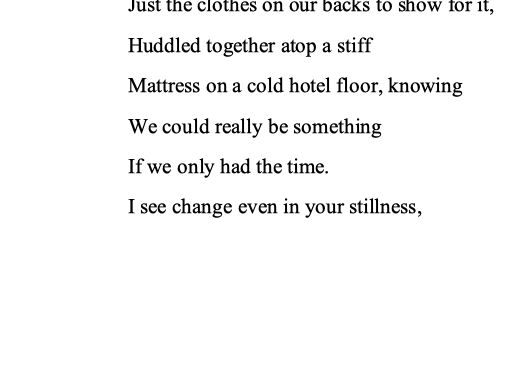 Just the clothes on our backs to show for it,
Huddled together atop a stiff
Mattress on a cold hotel floor, knowing
We could really be something
If we only had the time.
I see change even in your stillness,